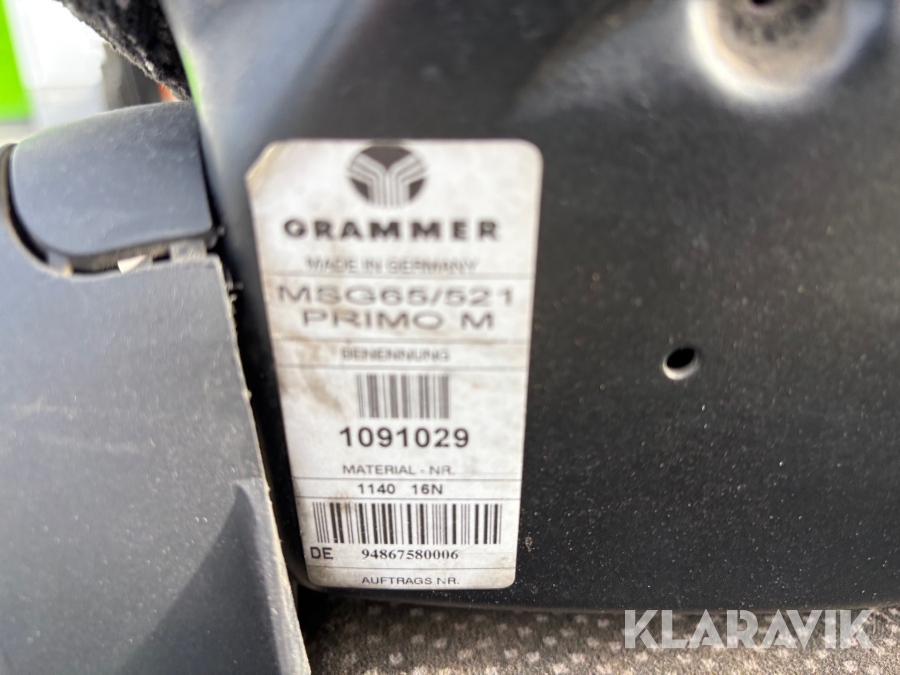 GRAMMER
MADE IN GERMANY
MSG65/521
PRIMO M
BENENNUNG
1091029
MATERIAL - NR.
1140 16N
DE 94867580006
AUFTRAGS NR.
KLARAVIK